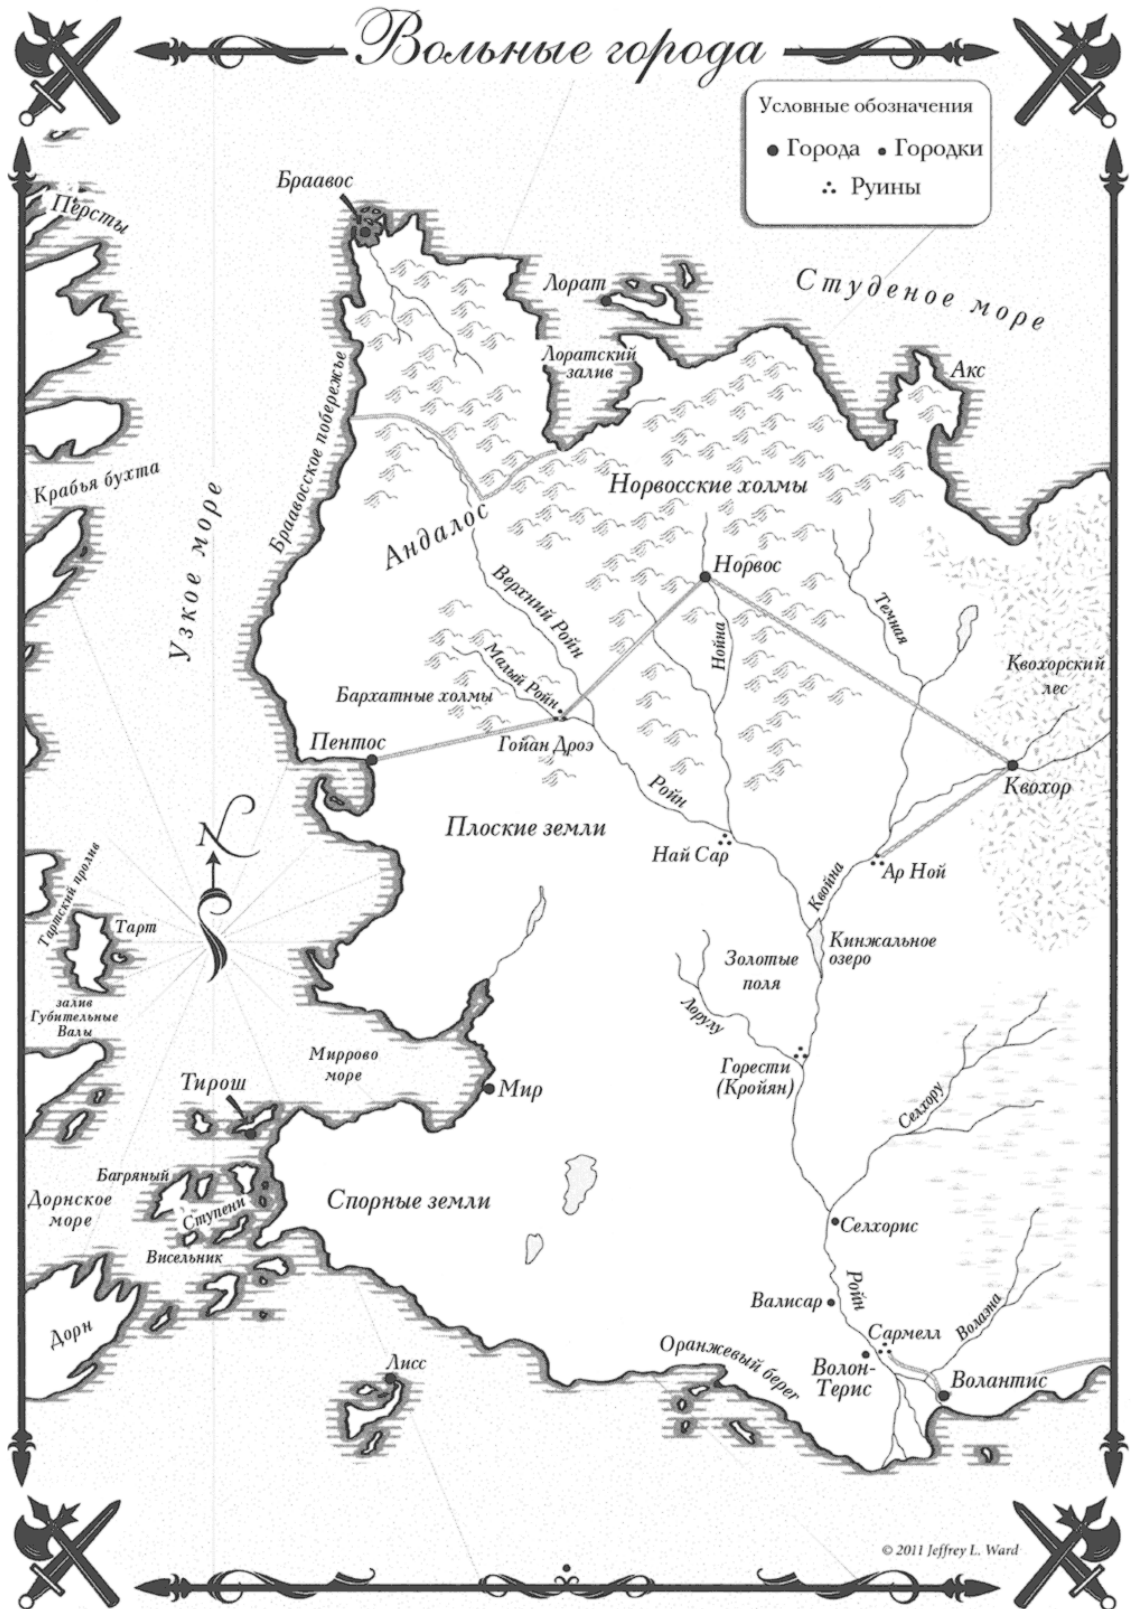 Вольные города
Условные обозначения
Города
Городки
Руины
Браавос
Персты
Лорат
Студеное море
Лоратский
залив
Акс
Браавосское побережье
Крабья бухта
Узкое море
Андалос
Норвосские холмы
Норвос
Верхний Ройн
Темная
Нойна
Малый Ройн
Квохорский
лес
Бархатные холмы
Пентос
Гойан Дроэ
Квохор
Ройн
Плоские земли
Най Сар
Ар Ной
N
Тартский пролив
Тарт
Квойна
Кинжальное
озеро
Золотые
поля
залив
Губительные
Валы
Лорулу
Миррово
море
Горести
(Кройян)
Тирош
Мир
Селхору
Багряный
Дорнское
море
Ступени
Спорные земли
Селхорис
Висельник
Ройн
Валисар
Волаэна
Дорн
Сармелл
Оранжевый берег
Лисс
Волон-
Терис
Волантис
© 2011 Jeffrey L. Ward